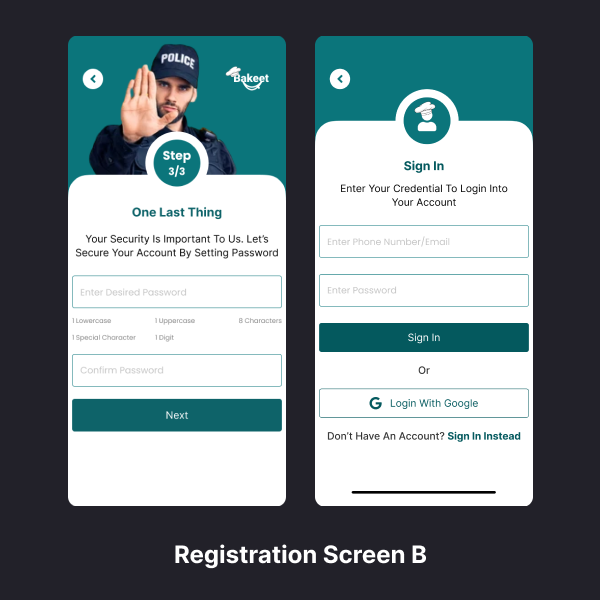 POLICE
Bakeet
Step
3/3
One Last Thing
Your Security Is Important To Us. Let's
Secure Your Account By Setting Password
Enter Desired Password
1 Lowercase 1 Uppercase 8 Characters
1 Special Character 1 Digit
Confirm Password
Next
Sign In
Enter Your Credential To Login Into
Your Account
Enter Phone Number/Email
Enter Password
Sign In
Or
G Login With Google
Don't Have An Account? Sign In Instead
Registration Screen B